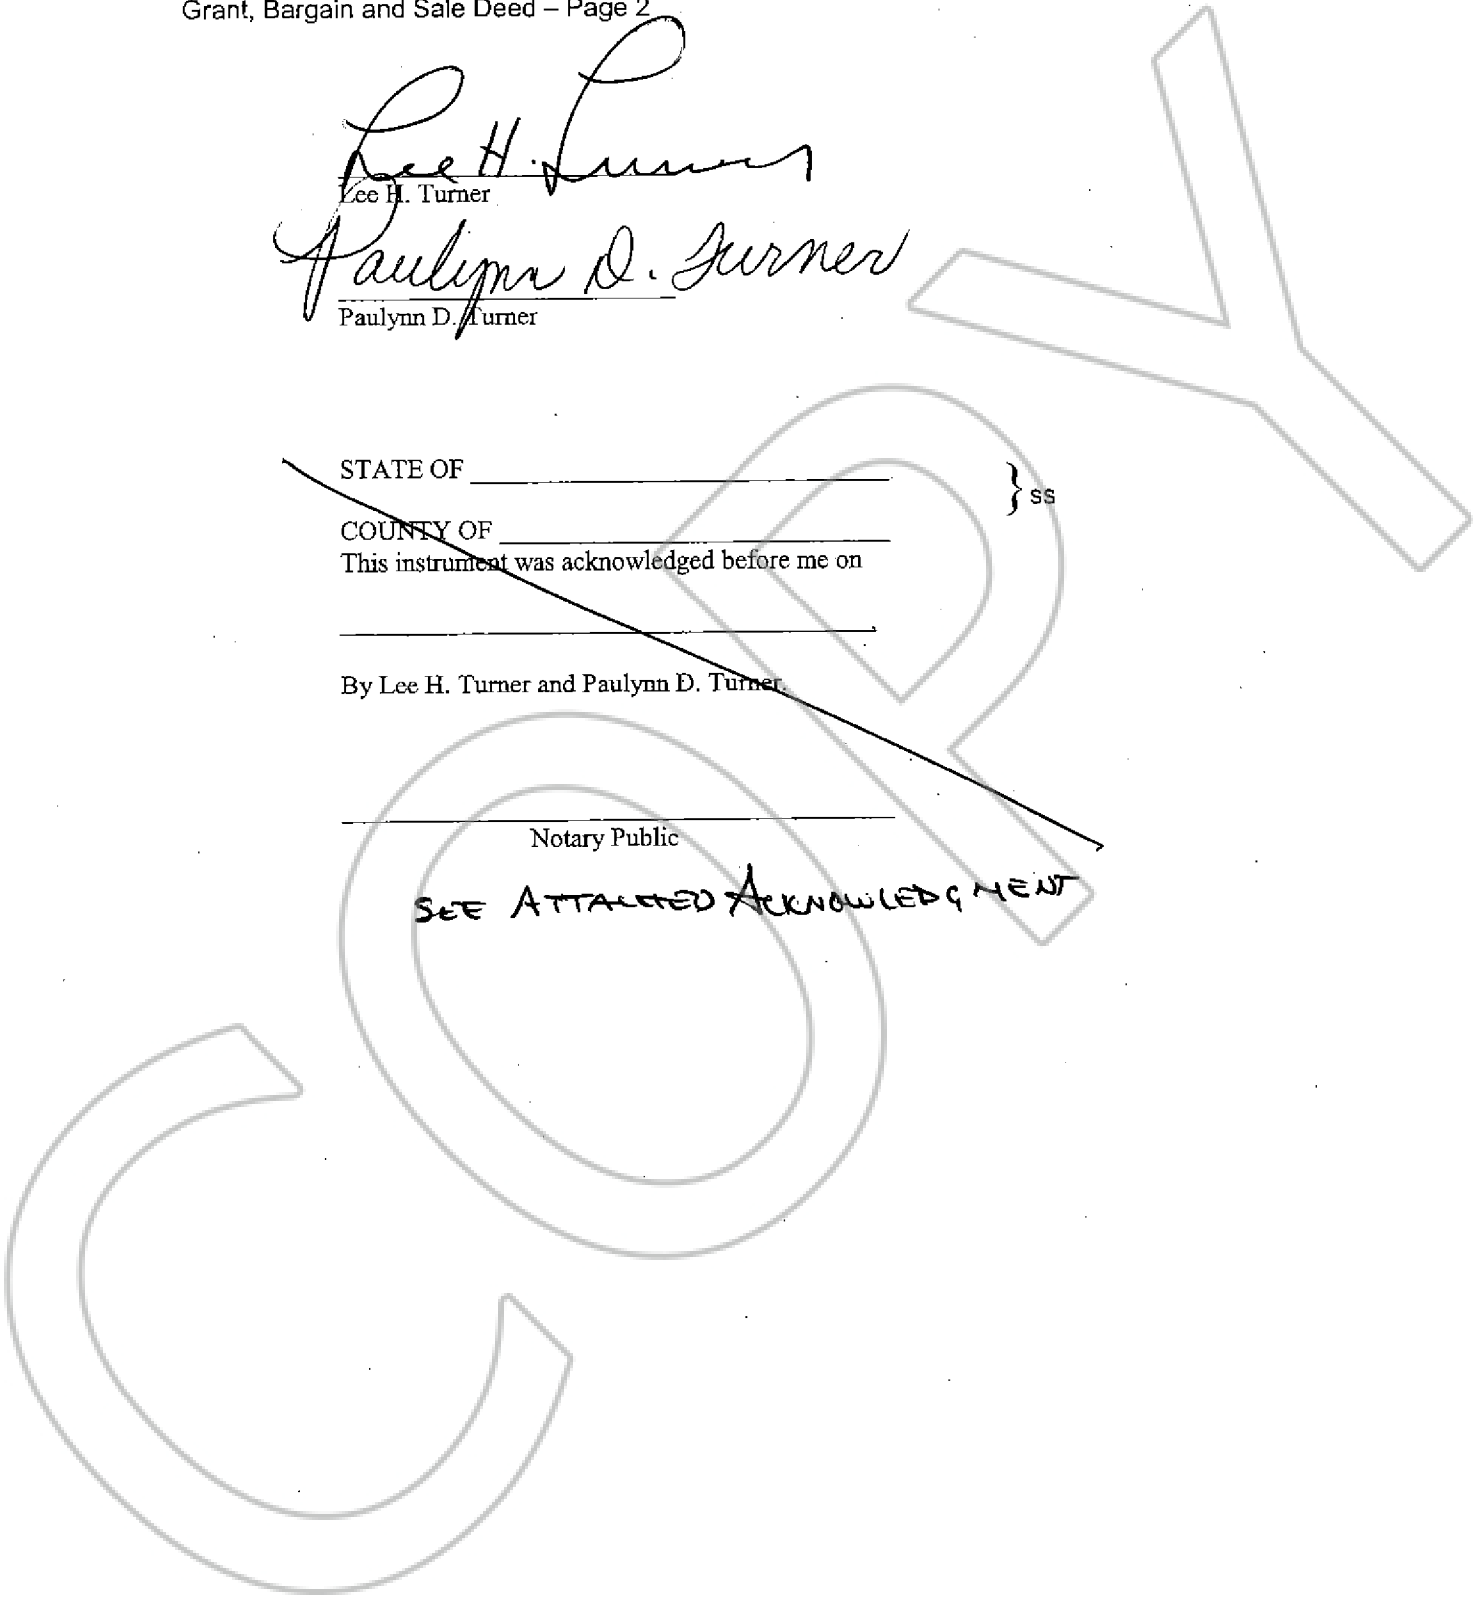 Grant, Bargain and Sale Deed – Page 2
Lee H. Turner
Lee H. Turner
Paulynn D. Turner
Paulynn D. Turner
STATE OF
} ss
COUNTY OF
This instrument was acknowledged before me on
By Lee H. Turner and Paulynn D. Turner.
Notary Public
SEE ATTACHED ACKNOWLEDGMENT
COPY